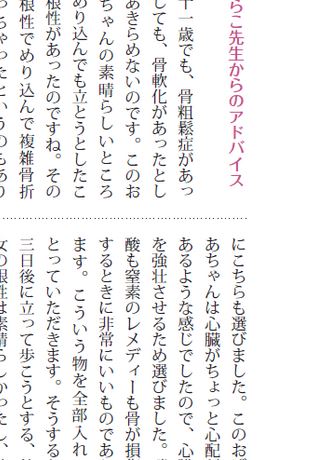 らこ先生からのアドバイス
十一歳でも、骨粗鬆症があっ
しても、骨軟化があったとし
あきらめないのです。このお
ちゃんの素晴らしいところ
めり込んでも立とうとしたこ
根性があったのですね。その
根性でめり込んで複雑骨折
っちゃったというのもあり
にこちらも選びました。このお
あちゃんは心臓がちょっと心配
あるような感じでしたので、心
を強壮させるため選びました。
酸も窒素のレメディーも骨が損
するときに非常にいいものであ
ます。こういう物を全部入れ
とっていただきます。そうする
三日後に立って歩こうとする、
女の根性は素晴らしかったし、